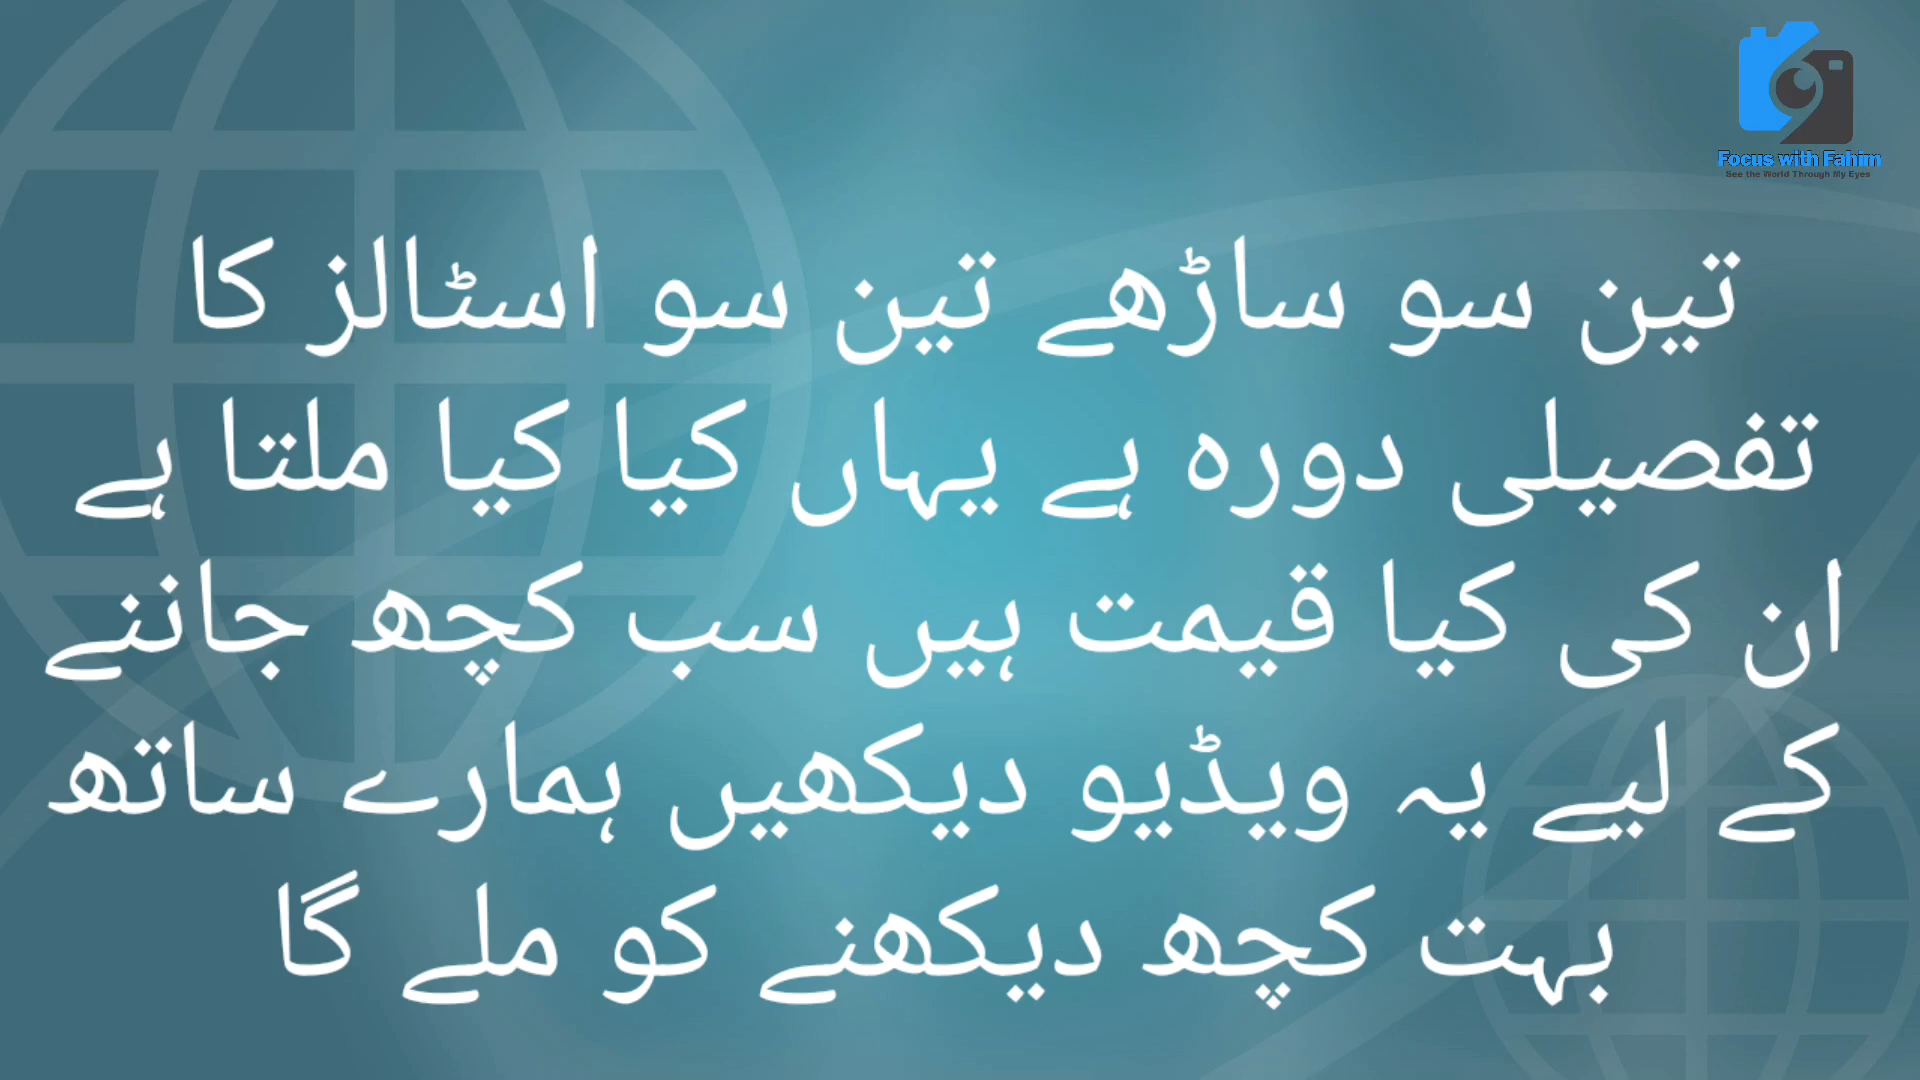 Focus with Fahim
See the World Through My Eyes
تین سو ساڑھے تین سو اسٹالز کا
تفصیلی دورہ ہے یہاں کیا کیا ملتا ہے
ان کی کیا قیمت ہیں سب کچھ جاننے
کے لیے یہ ویڈیو دیکھیں ہمارے ساتھ
بہت کچھ دیکھنے کو ملے گا